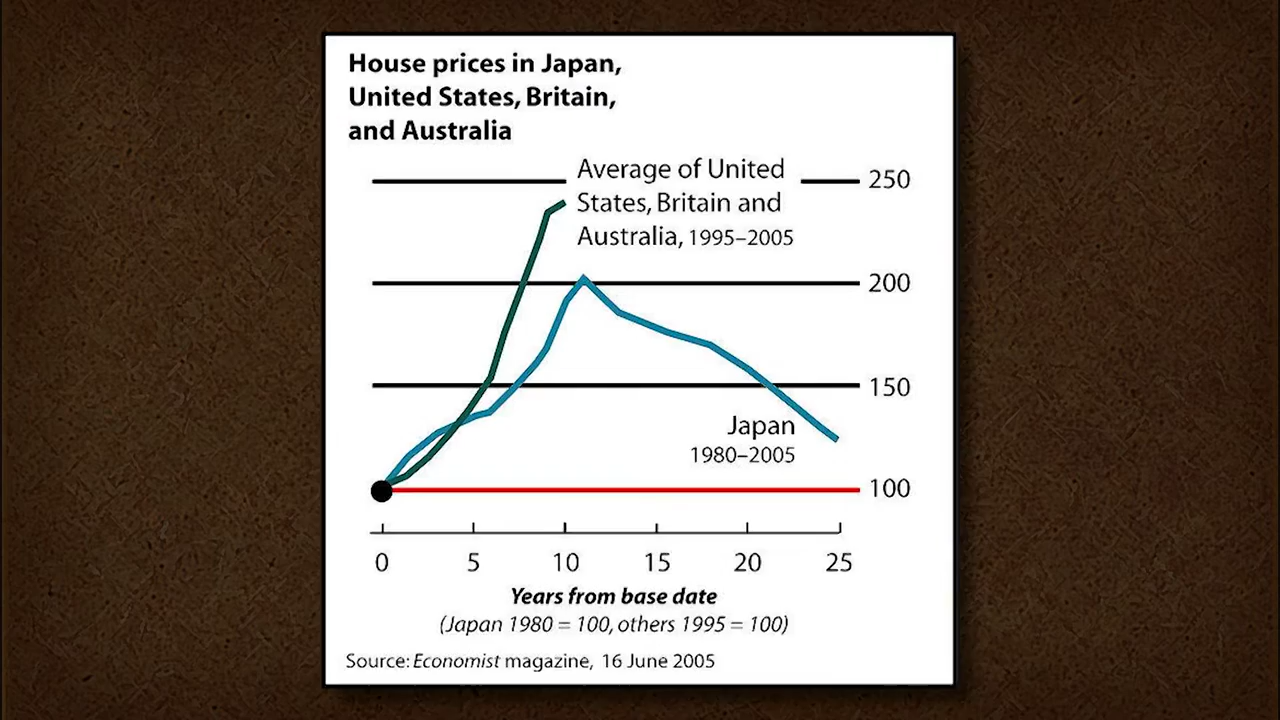 House prices in Japan,
United States, Britain,
and Australia
Average of United
States, Britain and
Australia, 1995–2005
250
200
150
Japan
1980–2005
100
0 5 10 15 20 25
Years from base date
(Japan 1980 = 100, others 1995 = 100)
Source: Economist magazine, 16 June 2005